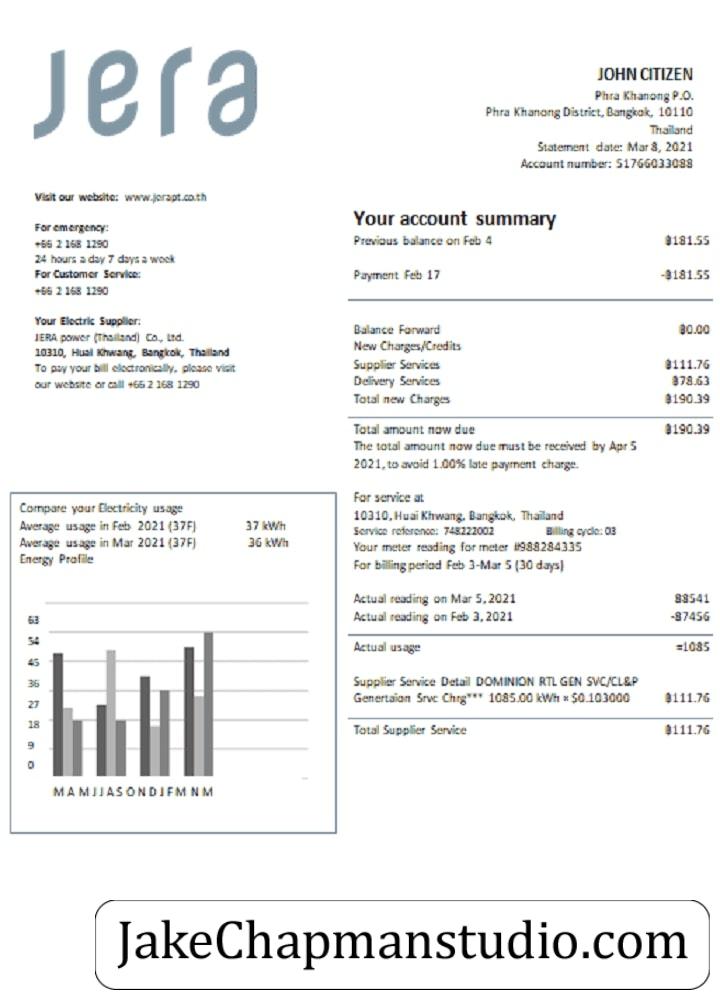 Jera
JOHN CITIZEN
Phra Khanong P.O.
Phra Khanong District, Bangkok, 10110
Thailand
Statement date: Mar 8, 2021
Account number: 51766033088
Visit our website: www.jerapt.co.th
For emergency:
+66 2 168 1290
24 hours a day 7 days a week
For Customer Service:
+66 2 168 1290
Your Electric Supplier:
JERA power (Thailand) Co., Ltd.
10310, Huai Khwang, Bangkok, Thailand
To pay your bill electronically, please visit
our website or call +66 2 168 1290
Your account summary
Previous balance on Feb 4 ฿181.55
Payment Feb 17 -฿181.55
Balance Forward ฿0.00
New Charges/Credits
Supplier Services ฿111.76
Delivery Services ฿78.63
Total new Charges ฿190.39
Total amount now due ฿190.39
The total amount now due must be received by Apr 5
2021, to avoid 1.00% late payment charge.
For service at
10310, Huai Khwang, Bangkok, Thailand
Service reference: 748222002 Billing cycle: 03
Your meter reading for meter #988284335
For billing period Feb 3-Mar 5 (30 days)
Actual reading on Mar 5, 2021 88541
Actual reading on Feb 3, 2021 -87456
Actual usage =1085
Supplier Service Detail DOMINION RTL GEN SVC/CL&P
Genertaion Srvc Chrg*** 1085.00 kWh × $0.103000 ฿111.76
Total Supplier Service ฿111.76
Compare your Electricity usage
Average usage in Feb 2021 (37F) 37 kWh
Average usage in Mar 2021 (37F) 36 kWh
Energy Profile
63
54
45
36
27
18
9
0
M A M J J A S O N D J F M N M
JakeChapmanstudio.com